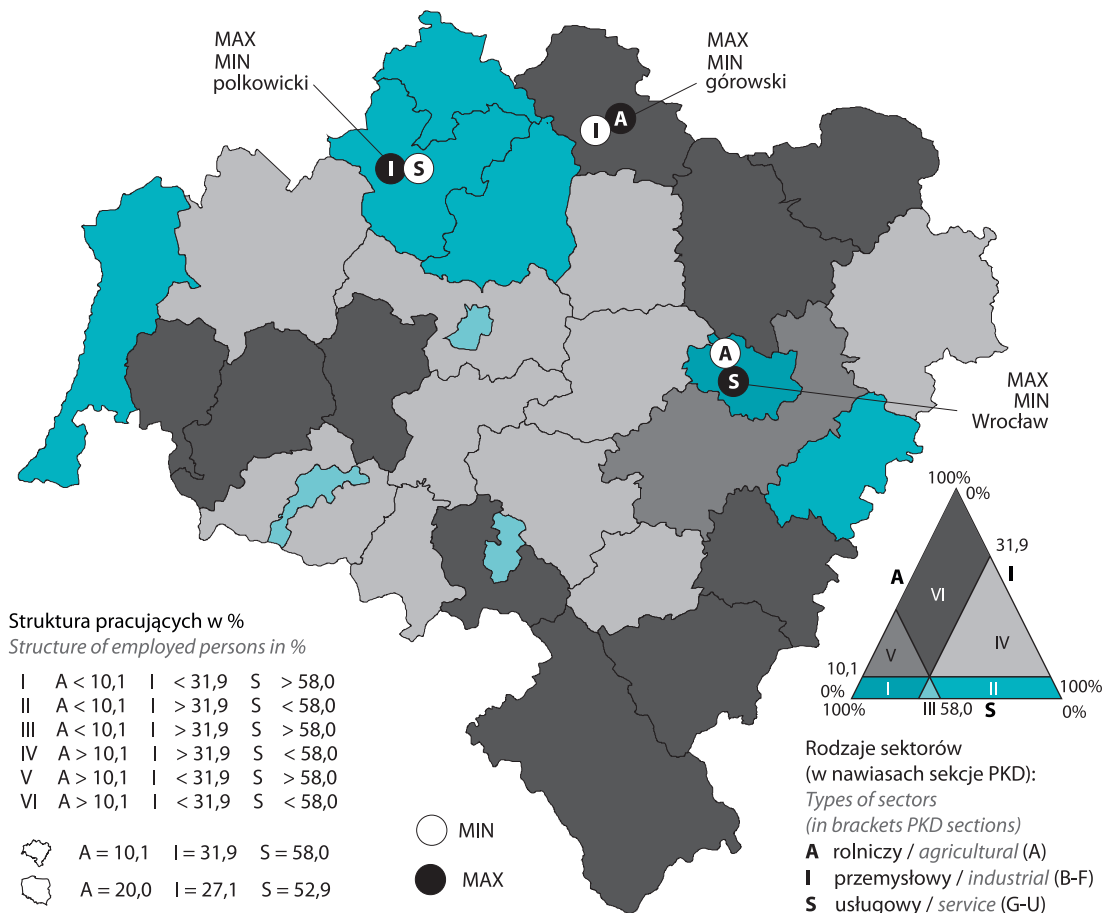 MAX
MIN
polkowicki
MAX
MIN
górowski
I A
I S
A
S
MAX
MIN
Wrocław
100%
0%
31,9
A
I
VI
IV
V
10,1
0%
100%
I
II
III
58,0
S
100%
0%
Struktura pracujących w %
Structure of employed persons in %
I A < 10,1 I < 31,9 S > 58,0
II A < 10,1 I > 31,9 S < 58,0
III A < 10,1 I > 31,9 S > 58,0
IV A > 10,1 I > 31,9 S < 58,0
V A > 10,1 I < 31,9 S > 58,0
VI A > 10,1 I < 31,9 S < 58,0
A = 10,1 I = 31,9 S = 58,0
A = 20,0 I = 27,1 S = 52,9
MIN
MAX
Rodzaje sektorów
(w nawiasach sekcje PKD):
Types of sectors
(in brackets PKD sections)
A rolniczy / agricultural (A)
I przemysłowy / industrial (B-F)
S usługowy / service (G-U)